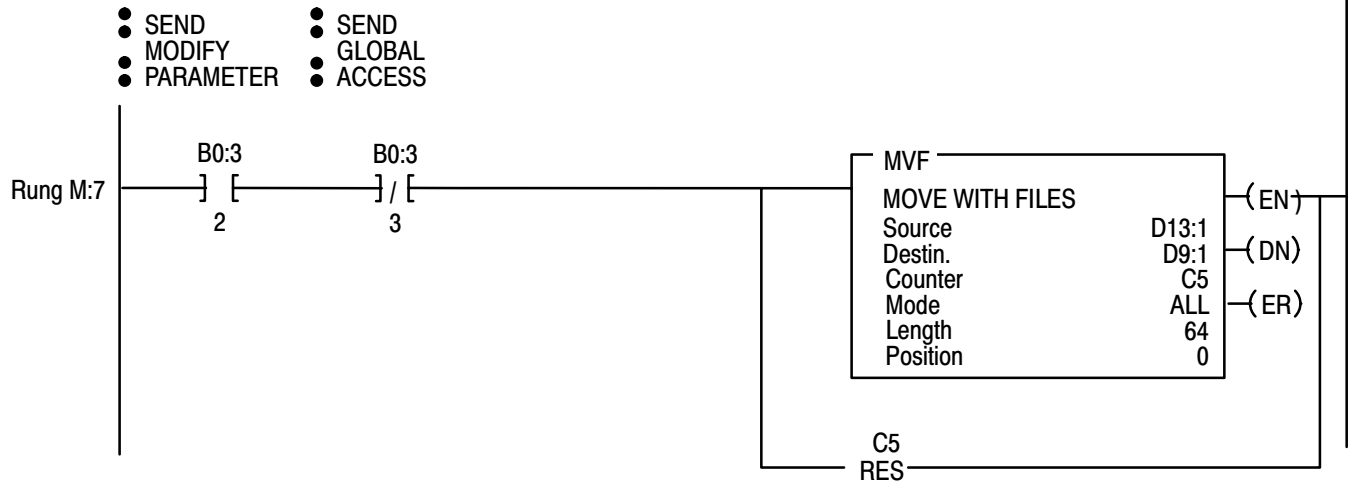 SEND
MODIFY
PARAMETER
SEND
GLOBAL
ACCESS
B0:3
B0:3
Rung M:7
] [
] / [
2
3
MVF
MOVE WITH FILES
Source D13:1
Destin. D9:1
Counter C5
Mode ALL
Length 64
Position 0
(EN)
(DN)
(ER)
C5
RES